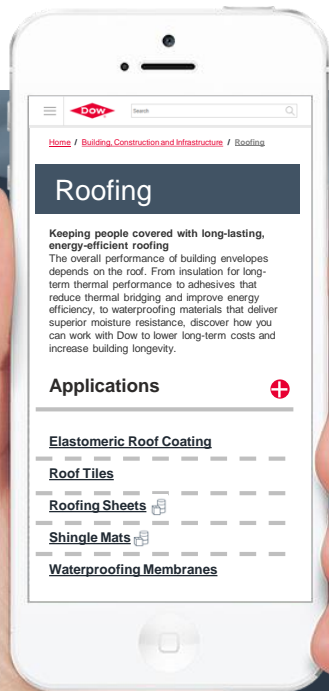 Dow
Search
Home / Building, Construction and Infrastructure / Roofing
Roofing
Keeping people covered with long-lasting,
energy-efficient roofing
The overall performance of building envelopes
depends on the roof. From insulation for long-
term thermal performance to adhesives that
reduce thermal bridging and improve energy
efficiency, to waterproofing materials that deliver
superior moisture resistance, discover how you
can work with Dow to lower long-term costs and
increase building longevity.
Applications
Elastomeric Roof Coating
Roof Tiles
Roofing Sheets
Shingle Mats
Waterproofing Membranes